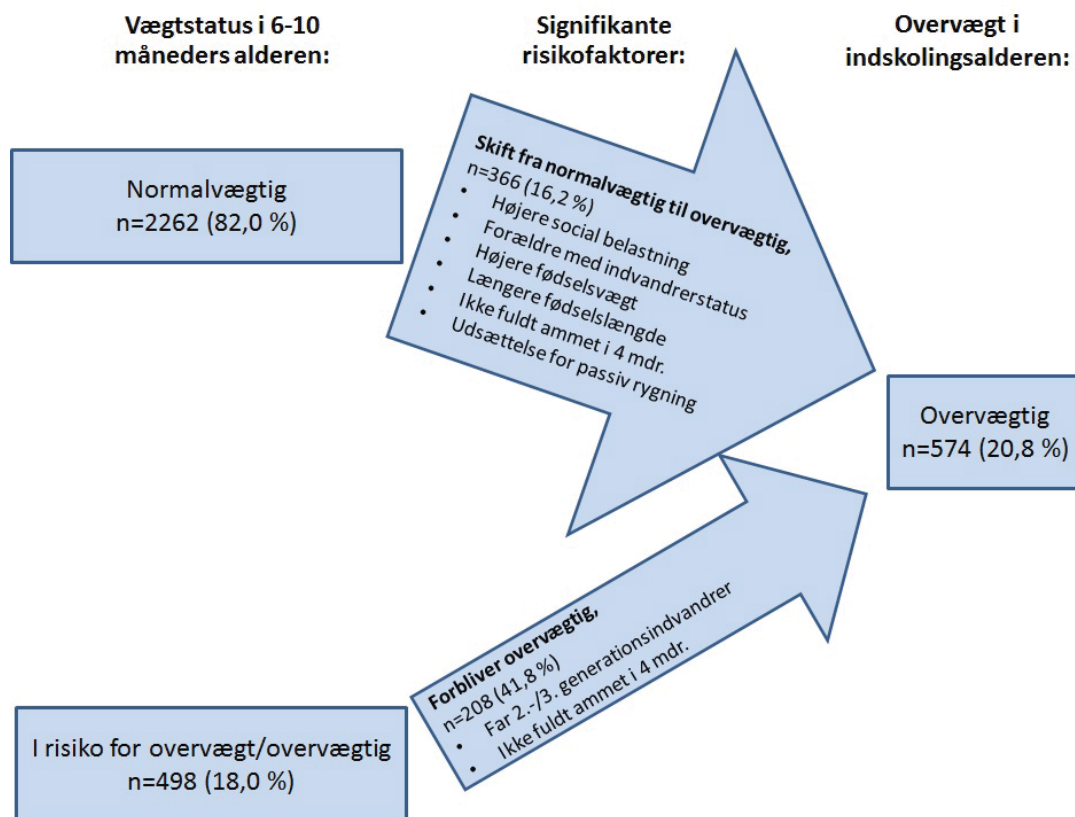 Vægtstatus i 6-10
måneders alderen:
Signifikante
risikofaktorer:
Overvægt i
indskolingsalderen:
Normalvægtig
n=2262 (82,0 %)
Skift fra normalvægtig til overvægtig,
n=366 (16,2 %)
• Højere social belastning
• Forældre med indvandrerstatus
• Højere fødselsvægt
• Længere fødselslængde
• Ikke fuldt ammet i 4 mdr.
• Udsættelse for passiv rygning
Overvægtig
n=574 (20,8 %)
Forbliver overvægtig,
n=208 (41,8 %)
• Far 2.-/3. generationsindvandrer
• Ikke fuldt ammet i 4 mdr.
I risiko for overvægt/overvægtig
n=498 (18,0 %)